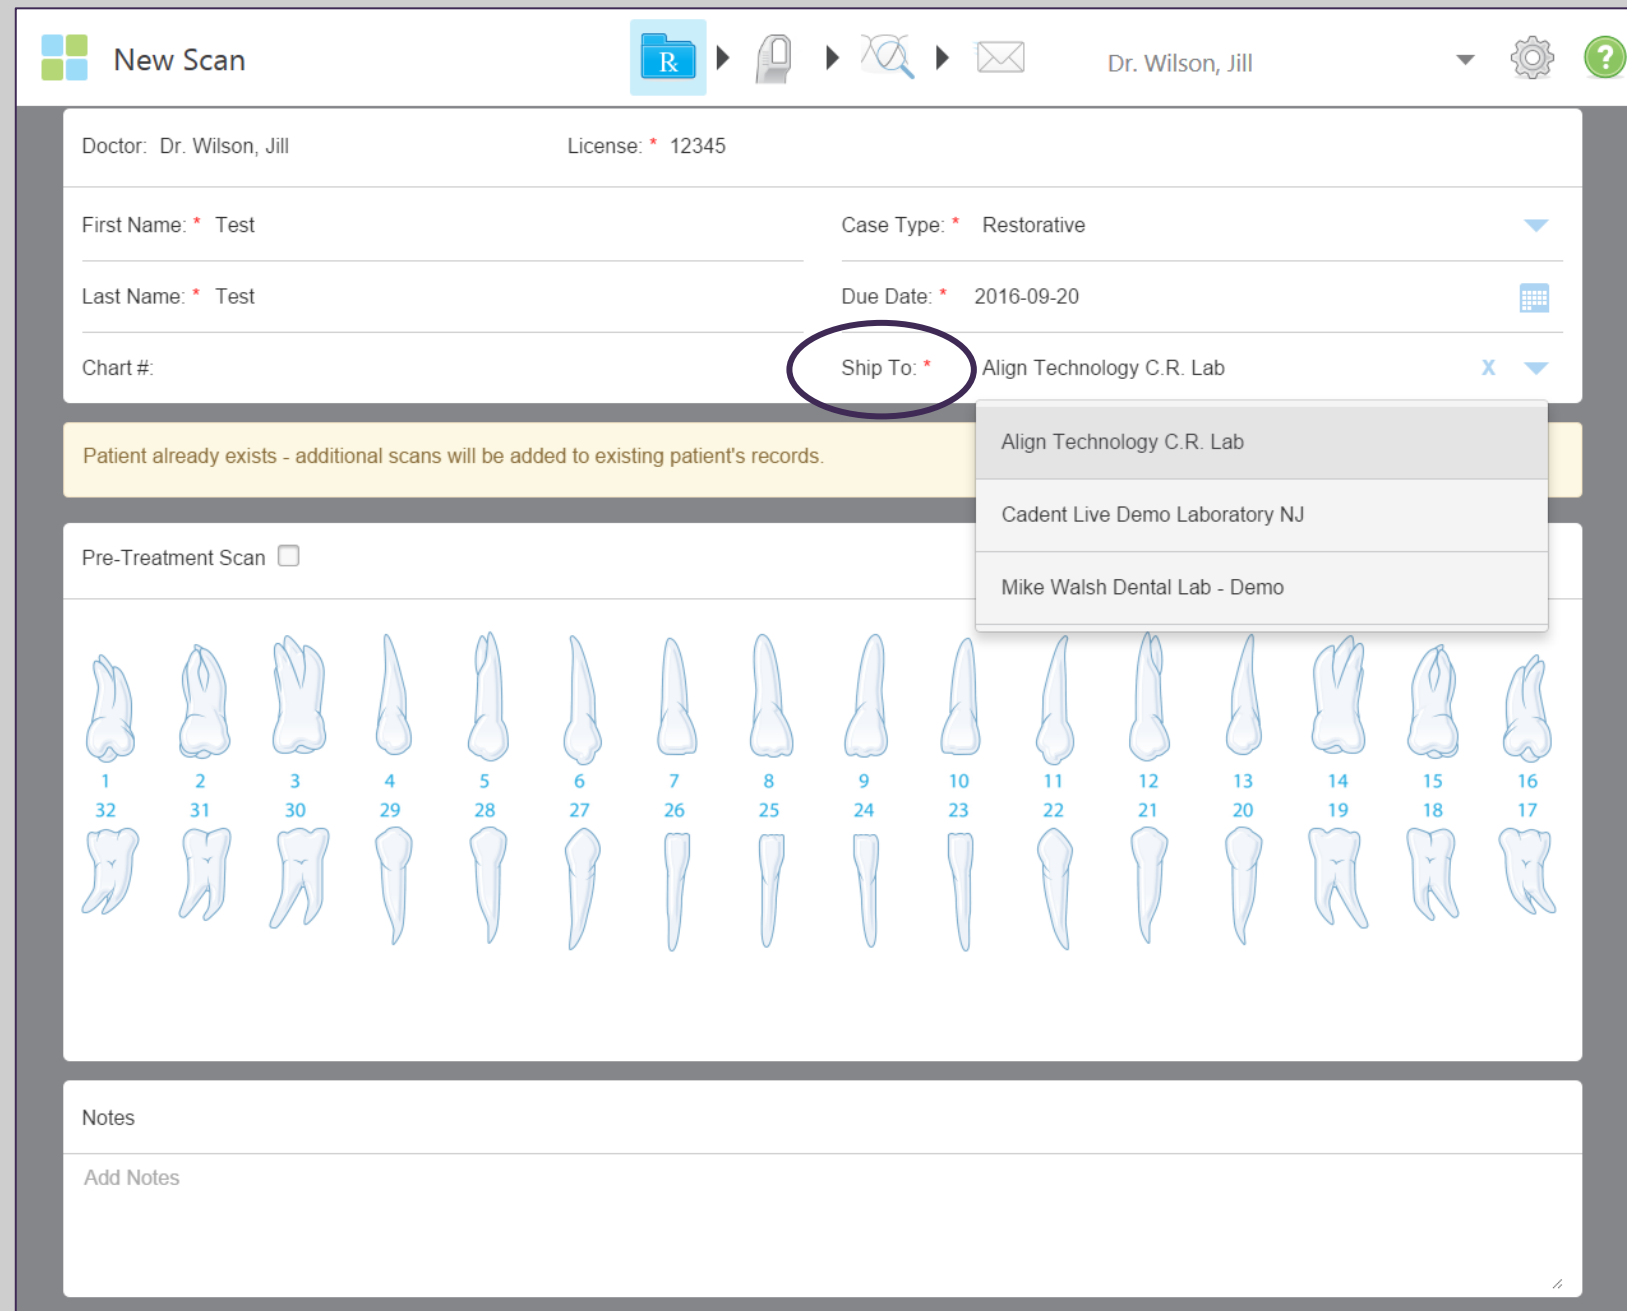 New Scan
Rx
Dr. Wilson, Jill
?
Doctor: Dr. Wilson, Jill
License: * 12345
First Name: * Test
Case Type: * Restorative
Last Name: * Test
Due Date: * 2016-09-20
Chart #:
Ship To: * Align Technology C.R. Lab X
Align Technology C.R. Lab
Cadent Live Demo Laboratory NJ
Mike Walsh Dental Lab - Demo
Patient already exists - additional scans will be added to existing patient's records.
Pre-Treatment Scan
1 2 3 4 5 6 7 8 9 10 11 12 13 14 15 16
32 31 30 29 28 27 26 25 24 23 22 21 20 19 18 17
Notes
Add Notes